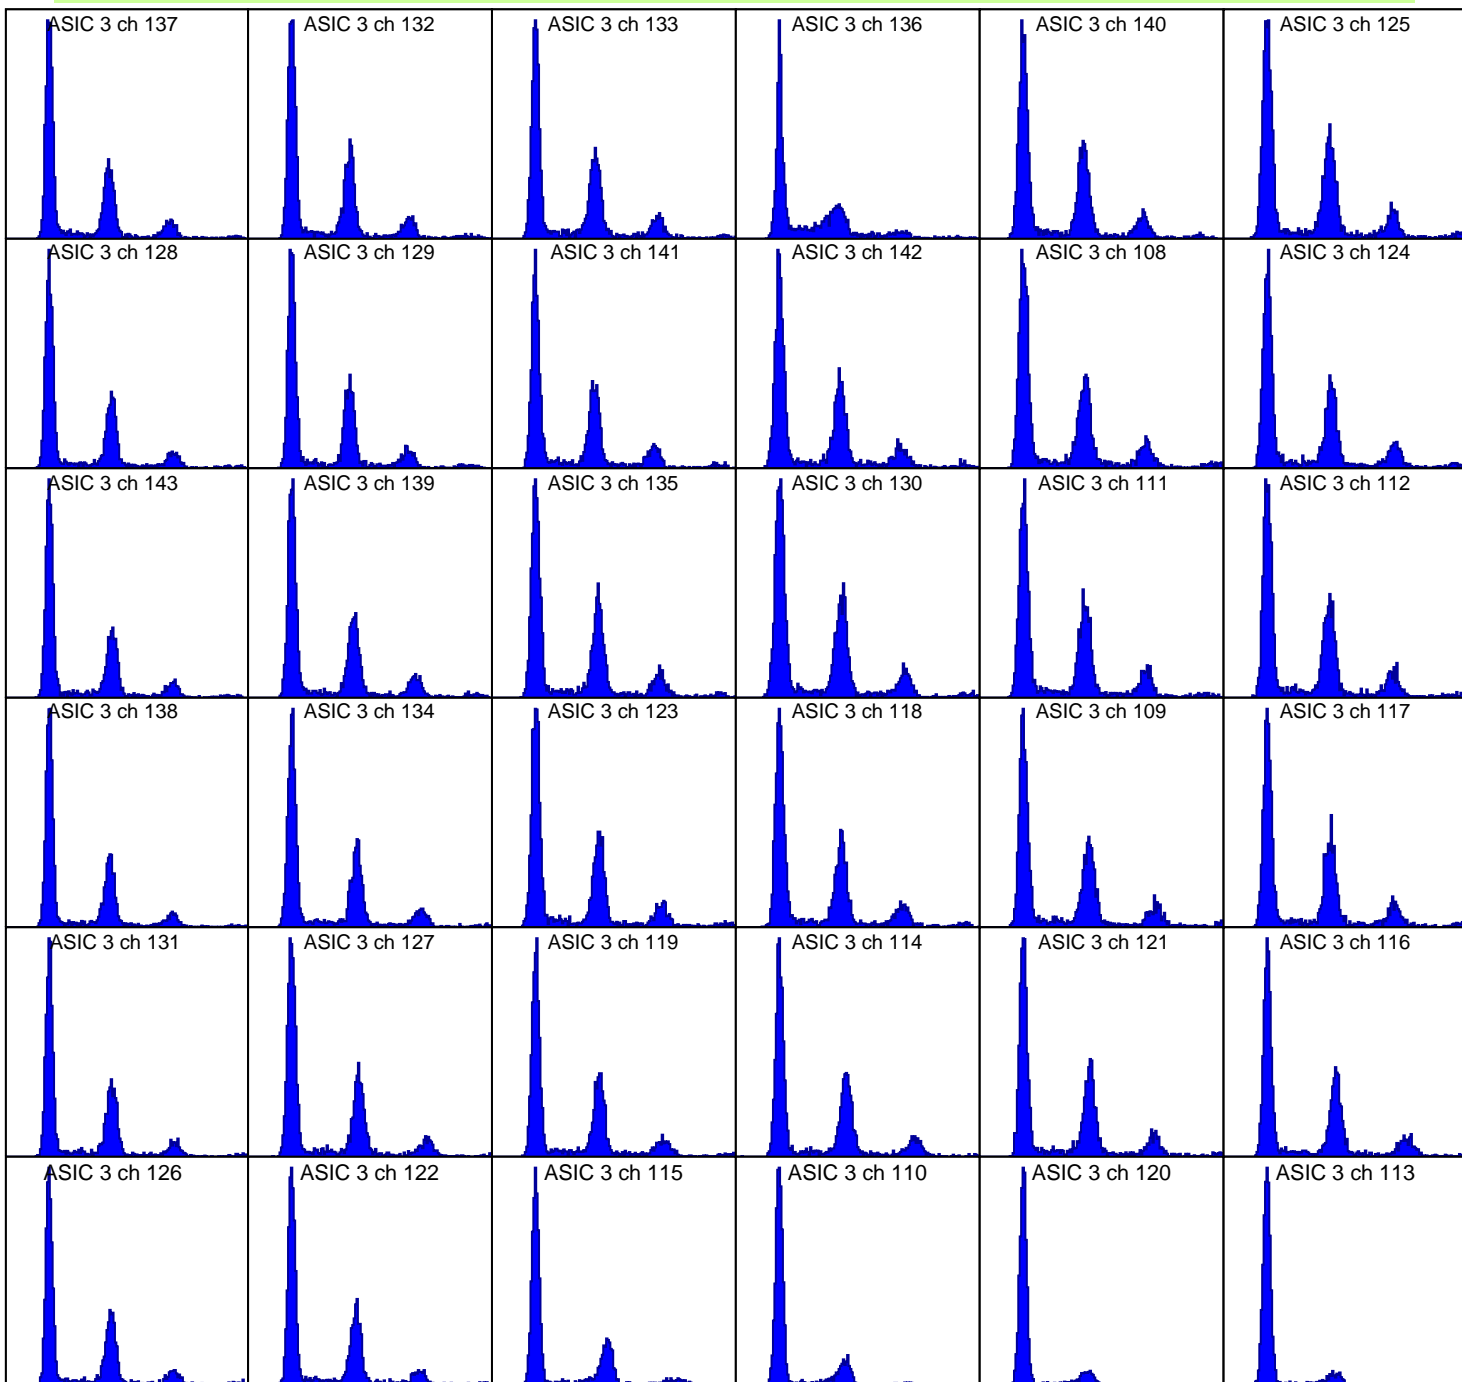 ASIC 3 ch 137
ASIC 3 ch 132
ASIC 3 ch 133
ASIC 3 ch 136
ASIC 3 ch 140
ASIC 3 ch 125
ASIC 3 ch 128
ASIC 3 ch 129
ASIC 3 ch 141
ASIC 3 ch 142
ASIC 3 ch 108
ASIC 3 ch 124
ASIC 3 ch 143
ASIC 3 ch 139
ASIC 3 ch 135
ASIC 3 ch 130
ASIC 3 ch 111
ASIC 3 ch 112
ASIC 3 ch 138
ASIC 3 ch 134
ASIC 3 ch 123
ASIC 3 ch 118
ASIC 3 ch 109
ASIC 3 ch 117
ASIC 3 ch 131
ASIC 3 ch 127
ASIC 3 ch 119
ASIC 3 ch 114
ASIC 3 ch 121
ASIC 3 ch 116
ASIC 3 ch 126
ASIC 3 ch 122
ASIC 3 ch 115
ASIC 3 ch 110
ASIC 3 ch 120
ASIC 3 ch 113